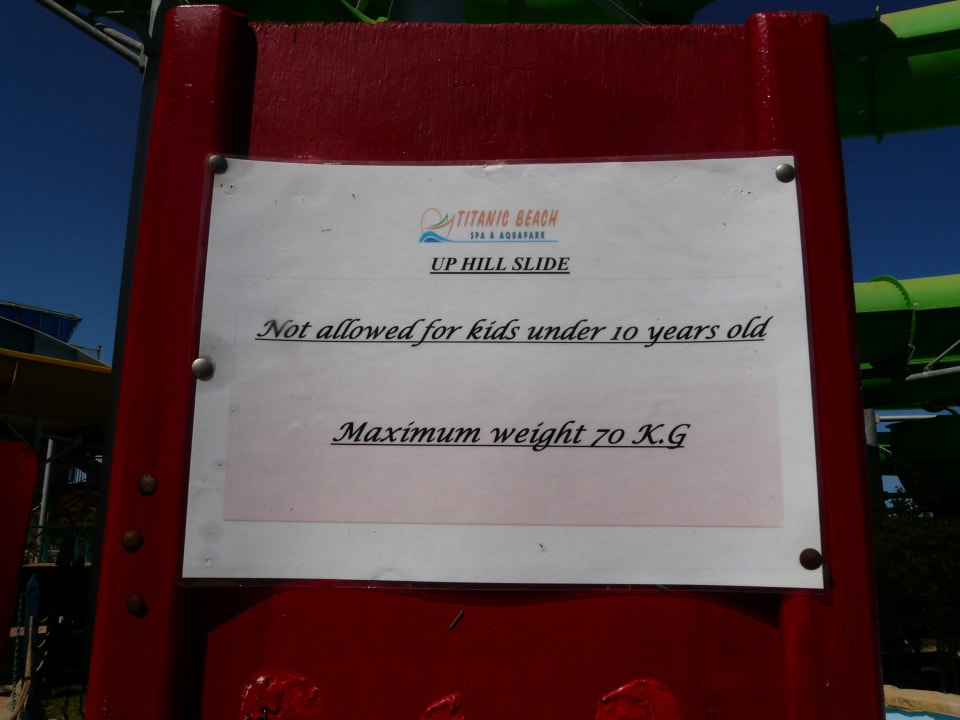 TITANIC BEACH
SPA & AQUAPARK
UP HILL SLIDE
Not allowed for kids under 10 years old
Maximum weight 70 K.G